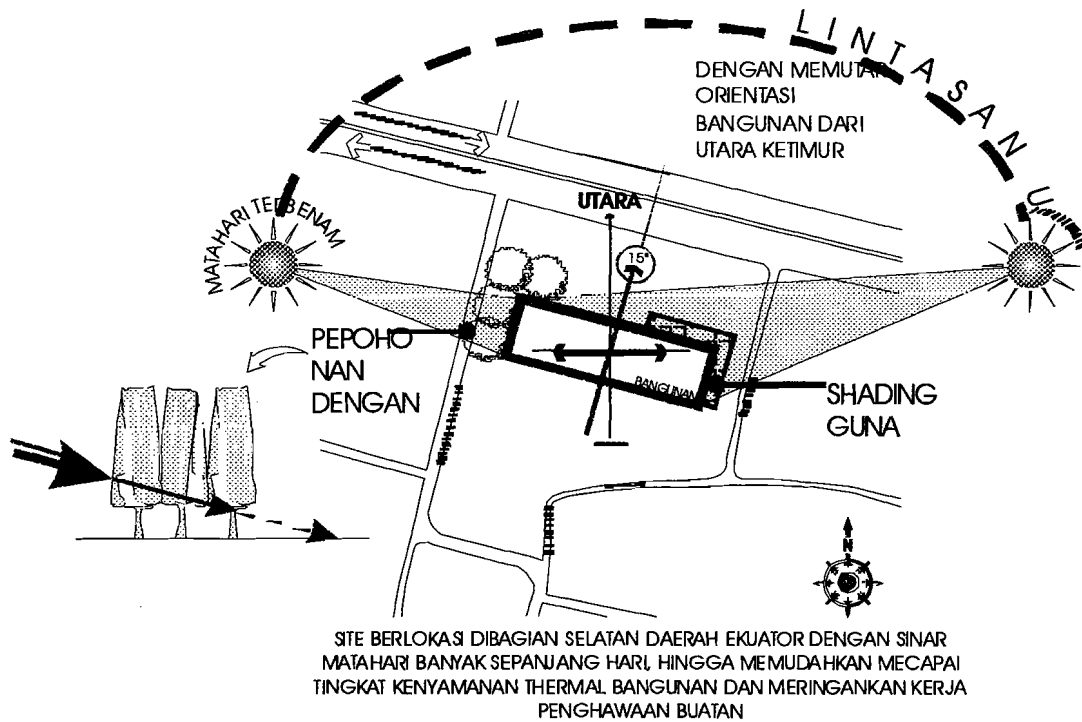 LINTASAN
DENGAN MEMUTAR
ORIENTASI
BANGUNAN DARI
UTARA KETIMUR
UTARA
MATAHARI TERBENAM
15°
PEPOHO
NAN
DENGAN
BANGUNAN
SHADING
GUNA
N
SITE BERLOKASI DIBAGIAN SELATAN DAERAH EKUATOR DENGAN SINAR
MATAHARI BANYAK SEPANJANG HARI, HINGGA MEMUDAHKAN MECAPAI
TINGKAT KENYAMANAN THERMAL BANGUNAN DAN MERINGANKAN KERJA
PENGHAWAAN BUATAN